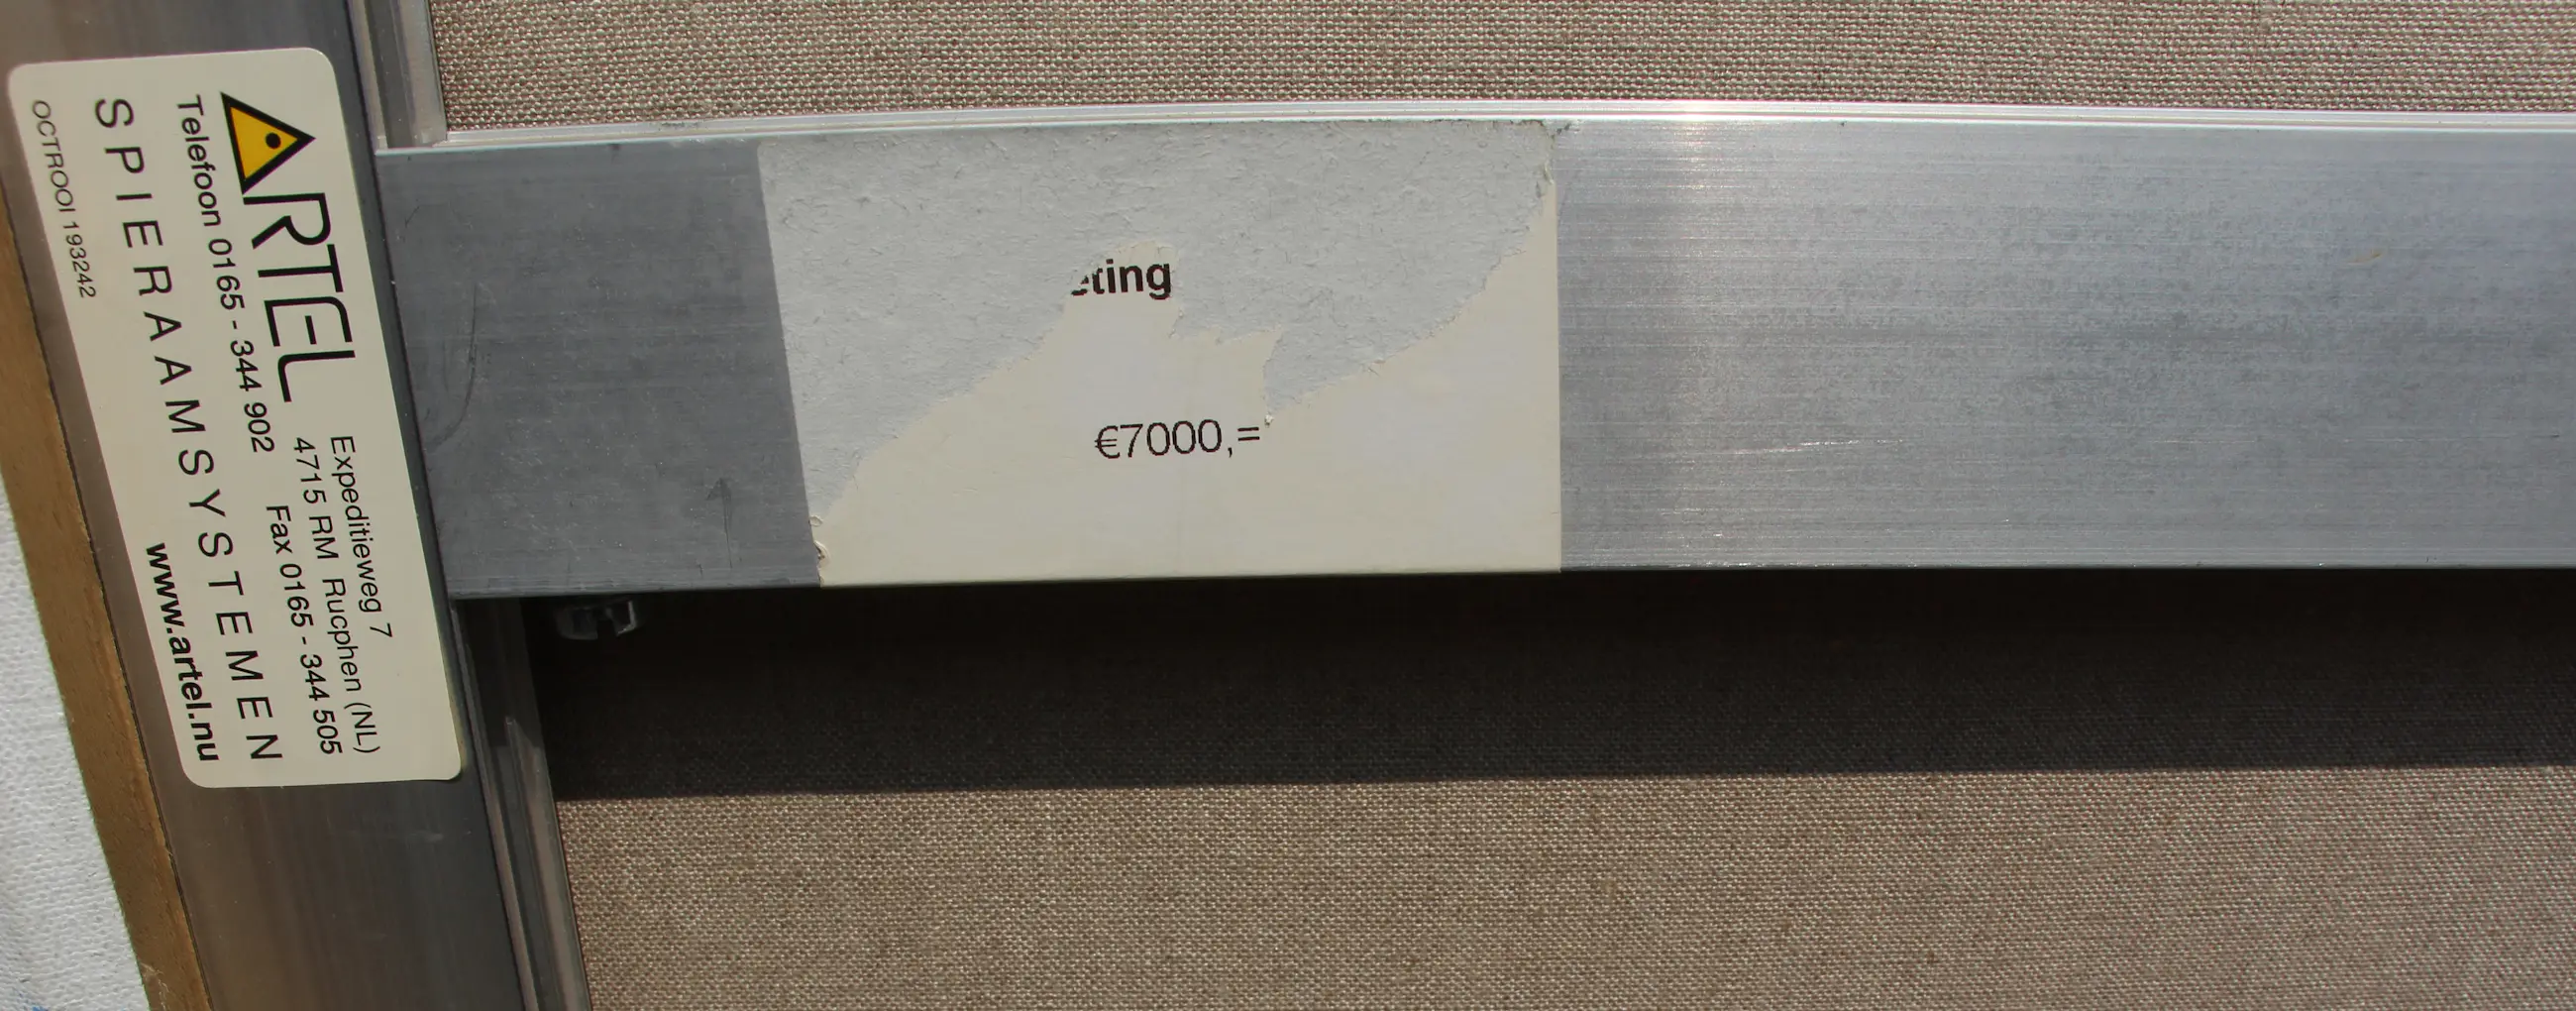 ARTEL
Expeditieweg 7
4715 RM Rucphen (NL)
Telefoon 0165 - 344 902 Fax 0165 - 344 505
SPIERAAMSYSTEMEN
OCTROOI 193242 www.artel.nu
€7000,=